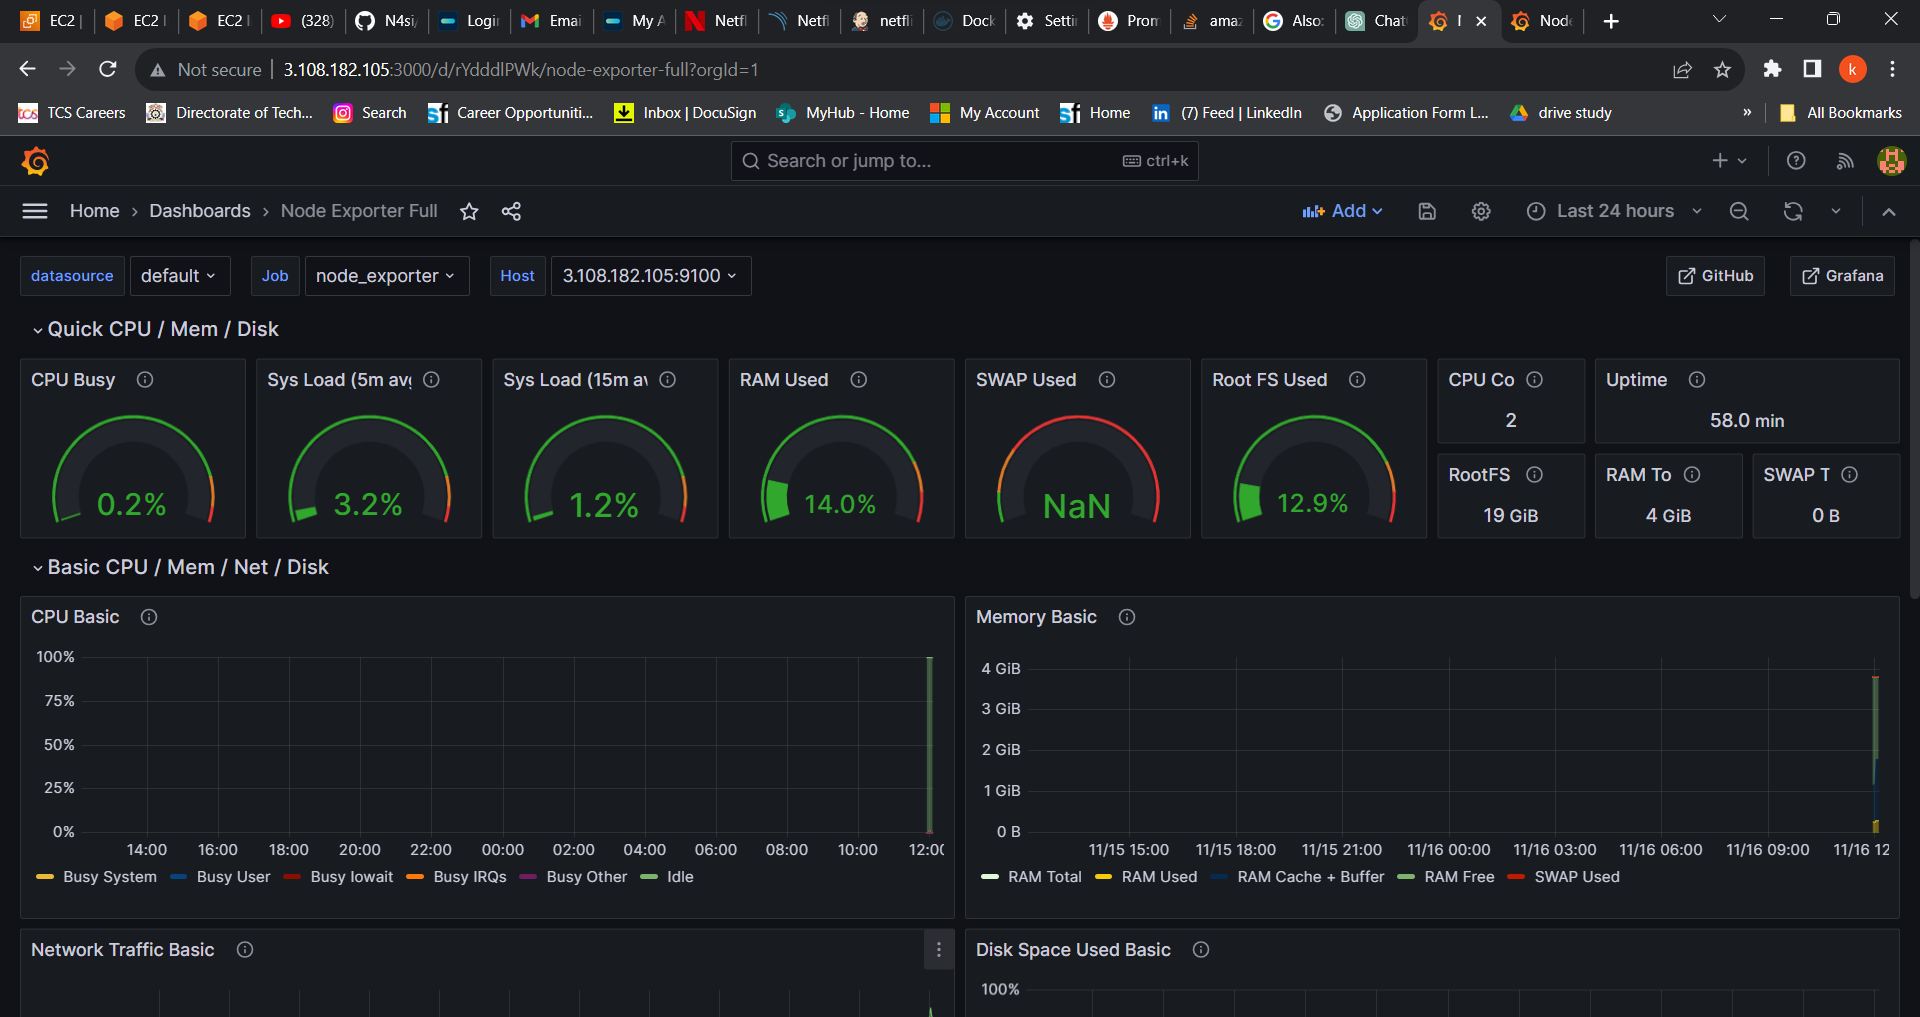 EC2 | EC2 | EC2 | (328) N4si/ Login Emai My A Netfl Netfl netfli Dock Settin Prom amaz Also: Chat Node
Not secure 3.108.182.105:3000/d/rYdddlPWk/node-exporter-full?orgId=1 k
TCS Careers Directorate of Tech... Search Career Opportuniti... Inbox | DocuSign MyHub - Home My Account Home (7) Feed | LinkedIn Application Form L... drive study » All Bookmarks
Search or jump to... ctrl+k
Home › Dashboards › Node Exporter Full Add Last 24 hours
datasource default Job node_exporter Host 3.108.182.105:9100 GitHub Grafana
Quick CPU / Mem / Disk
CPU Busy Sys Load (5m avg Sys Load (15m av RAM Used SWAP Used Root FS Used CPU Co Uptime
2 58.0 min
RootFS RAM To SWAP T
0.2% 3.2% 1.2% 14.0% NaN 12.9% 19 GiB 4 GiB 0 B
Basic CPU / Mem / Net / Disk
CPU Basic
100%
75%
50%
25%
0%
14:00 16:00 18:00 20:00 22:00 00:00 02:00 04:00 06:00 08:00 10:00 12:00
Busy System Busy User Busy Iowait Busy IRQs Busy Other Idle
Memory Basic
4 GiB
3 GiB
2 GiB
1 GiB
0 B
11/15 15:00 11/15 18:00 11/15 21:00 11/16 00:00 11/16 03:00 11/16 06:00 11/16 09:00 11/16 12
RAM Total RAM Used RAM Cache + Buffer RAM Free SWAP Used
Network Traffic Basic
Disk Space Used Basic
100%